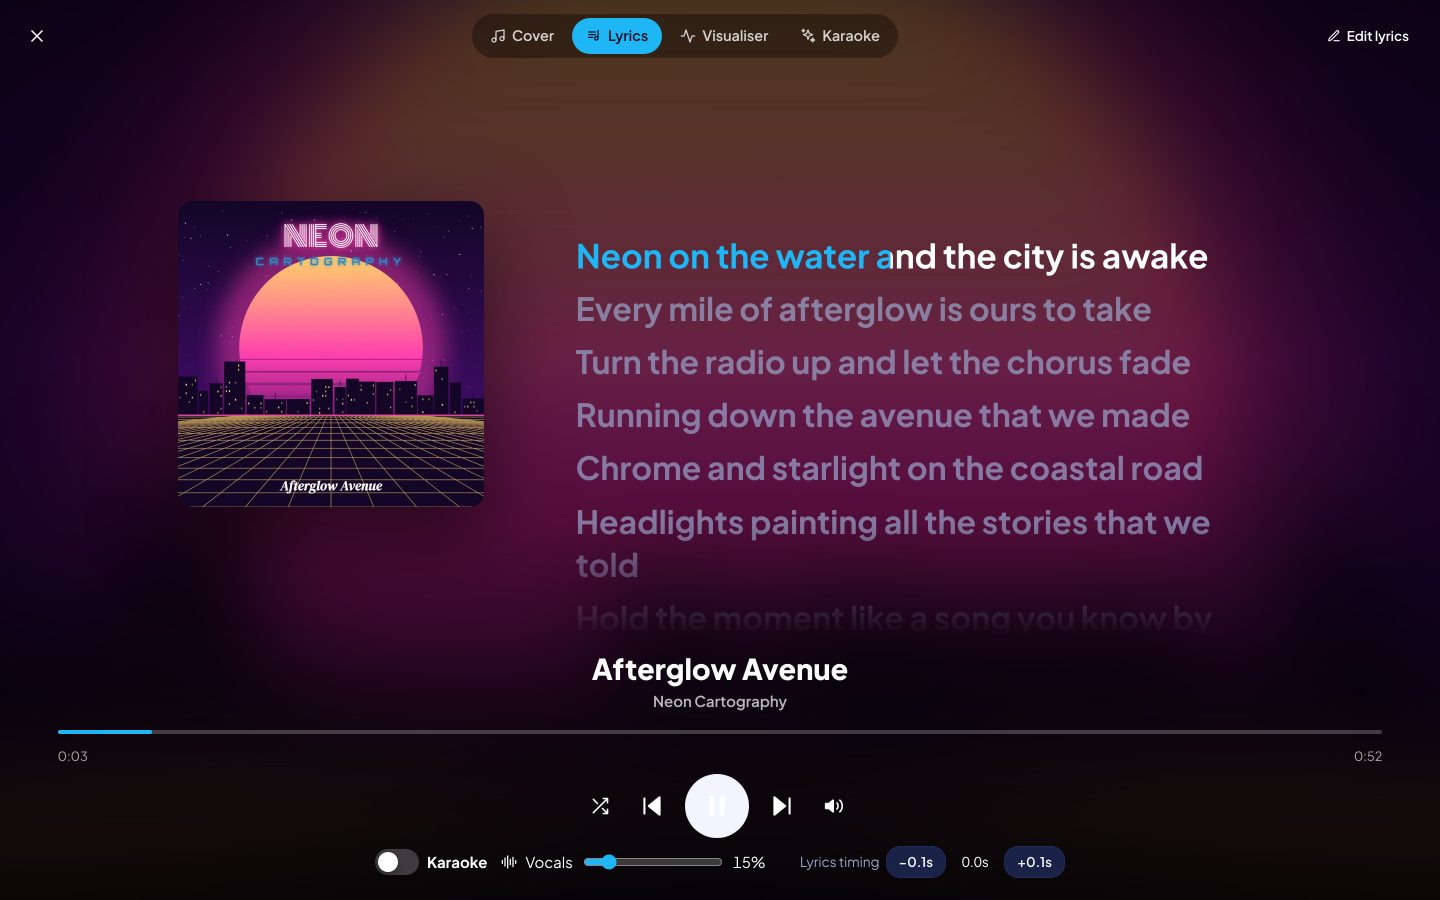 Cover
Lyrics
Visualiser
Karaoke
Edit lyrics
NEON
CARTOGRAPHY
Afterglow Avenue
Neon on the water and the city is awake
Every mile of afterglow is ours to take
Turn the radio up and let the chorus fade
Running down the avenue that we made
Chrome and starlight on the coastal road
Headlights painting all the stories that we
told
Hold the moment like a song you know by
Afterglow Avenue
Neon Cartography
0:03
0:52
Karaoke
Vocals
15%
Lyrics timing
−0.1s
0.0s
+0.1s